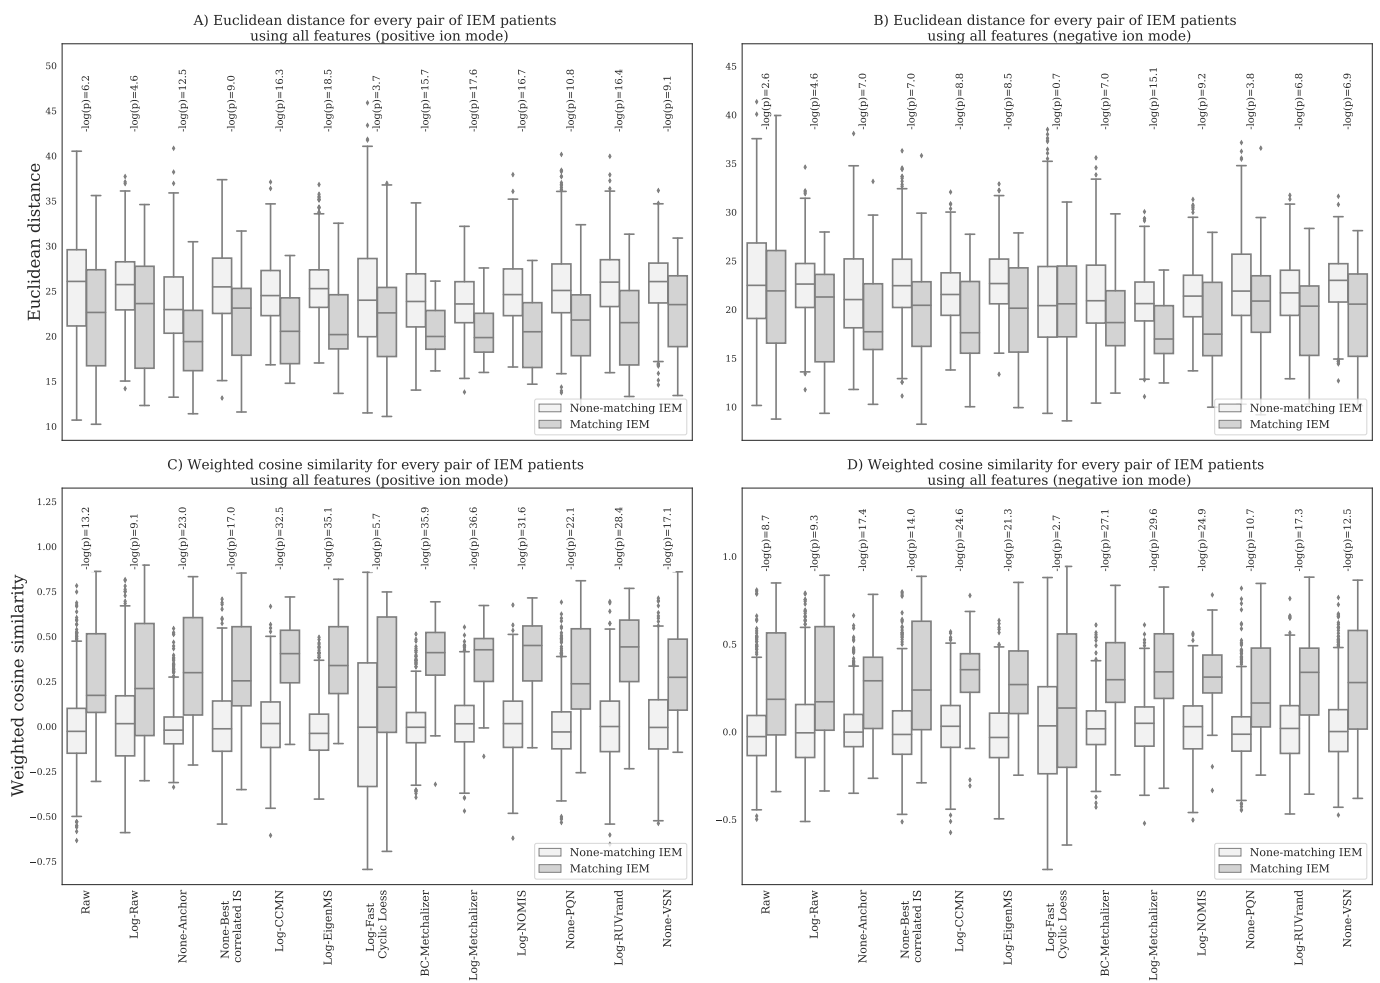 A) Euclidean distance for every pair of IEM patients
using all features (positive ion mode)
50
45
40
35
30
25
20
15
10
Euclidean distance
-log(p)=6.2
-log(p)=4.6
-log(p)=12.5
-log(p)=9.0
-log(p)=16.3
-log(p)=18.5
-log(p)=3.7
-log(p)=15.7
-log(p)=17.6
-log(p)=16.7
-log(p)=10.8
-log(p)=16.4
-log(p)=9.1
None-matching IEM
Matching IEM
B) Euclidean distance for every pair of IEM patients
using all features (negative ion mode)
45
40
35
30
25
20
15
10
-log(p)=2.6
-log(p)=4.6
-log(p)=7.0
-log(p)=7.0
-log(p)=8.8
-log(p)=8.5
-log(p)=0.7
-log(p)=7.0
-log(p)=15.1
-log(p)=9.2
-log(p)=3.8
-log(p)=6.8
-log(p)=6.9
None-matching IEM
Matching IEM
C) Weighted cosine similarity for every pair of IEM patients
using all features (positive ion mode)
1.25
1.00
0.75
0.50
0.25
0.00
−0.25
−0.50
−0.75
Weighted cosine similarity
-log(p)=13.2
-log(p)=9.1
-log(p)=23.0
-log(p)=17.0
-log(p)=32.5
-log(p)=35.1
-log(p)=5.7
-log(p)=35.9
-log(p)=36.6
-log(p)=31.6
-log(p)=22.1
-log(p)=28.4
-log(p)=17.1
None-matching IEM
Matching IEM
Raw
Log-Raw
None-Anchor
None-Best
correlated IS
Log-CCMN
Log-EigenMS
Log-Fast
Cyclic Loess
BC-Metchalizer
Log-Metchalizer
Log-NOMIS
None-PQN
Log-RUVrand
None-VSN
D) Weighted cosine similarity for every pair of IEM patients
using all features (negative ion mode)
1.0
0.5
0.0
−0.5
-log(p)=8.7
-log(p)=9.3
-log(p)=17.4
-log(p)=14.0
-log(p)=24.6
-log(p)=21.3
-log(p)=2.7
-log(p)=27.1
-log(p)=29.6
-log(p)=24.9
-log(p)=10.7
-log(p)=17.3
-log(p)=12.5
None-matching IEM
Matching IEM
Raw
Log-Raw
None-Anchor
None-Best
correlated IS
Log-CCMN
Log-EigenMS
Log-Fast
Cyclic Loess
BC-Metchalizer
Log-Metchalizer
Log-NOMIS
None-PQN
Log-RUVrand
None-VSN